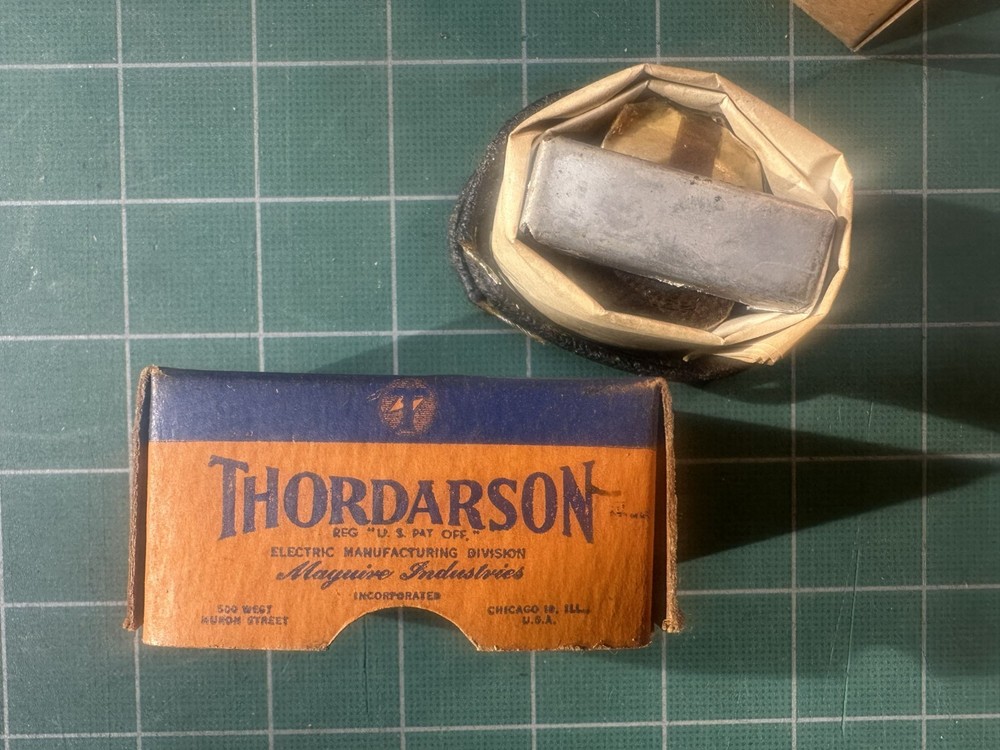 T
THORDARSON
REG "U. S. PAT OFF."
ELECTRIC MANUFACTURING DIVISION
Maguire Industries
INCORPORATED
500 WEST
HURON STREET
CHICAGO 10, ILL.,
U.S.A.